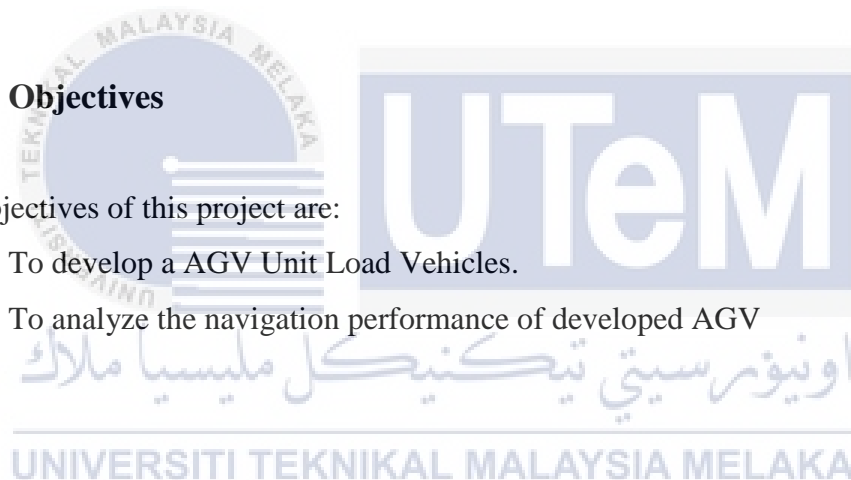 MALAYSIA MELAKA
Objectives
jectives of this project are:
To develop a AGV Unit Load Vehicles.
To analyze the navigation performance of developed AGV
UTeM
اونيۏرسيتي تيكنيكل مليسيا ملاك
UNIVERSITI TEKNIKAL MALAYSIA MELAKA